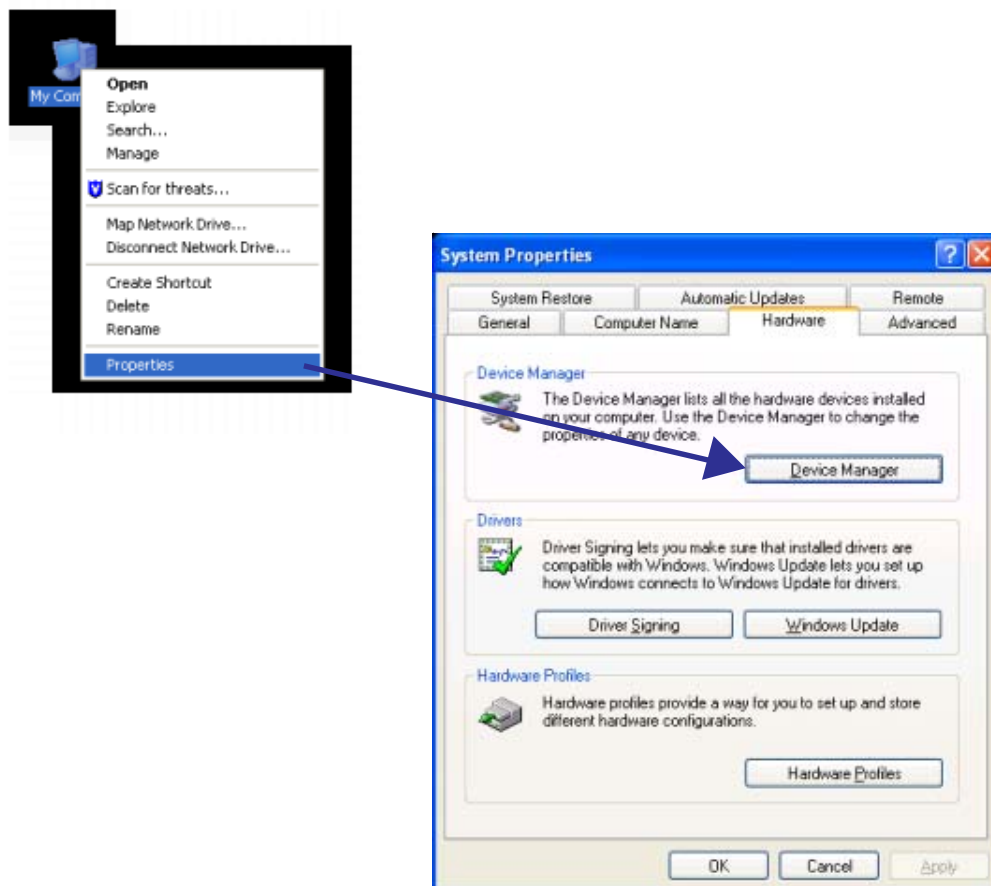 My Com
Open
Explore
Search...
Manage
Scan for threats...
Map Network Drive...
Disconnect Network Drive...
Create Shortcut
Delete
Rename
Properties
System Properties
System Restore
Automatic Updates
Remote
General
Computer Name
Hardware
Advanced
Device Manager
The Device Manager lists all the hardware devices installed
on your computer. Use the Device Manager to change the
properties of any device.
Device Manager
Drivers
Driver Signing lets you make sure that installed drivers are
compatible with Windows. Windows Update lets you set up
how Windows connects to Windows Update for drivers.
Driver Signing
Windows Update
Hardware Profiles
Hardware profiles provide a way for you to set up and store
different hardware configurations.
Hardware Profiles
OK
Cancel
Apply